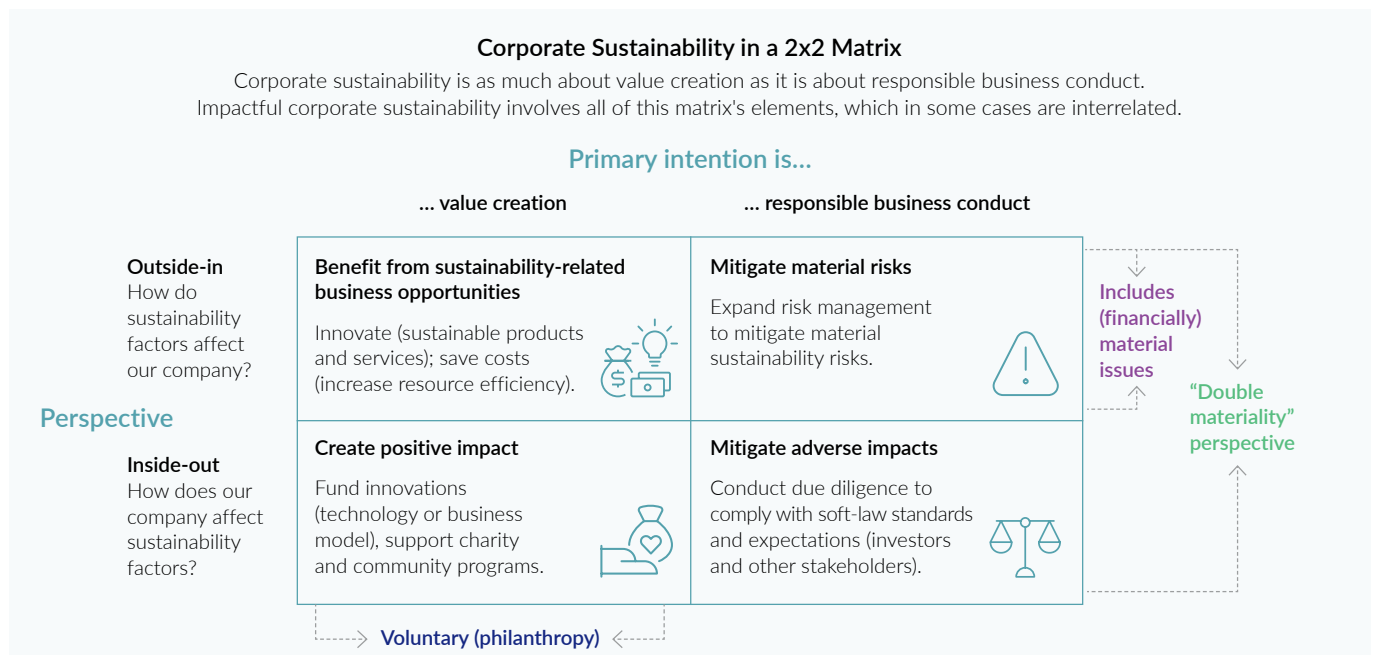 Corporate Sustainability in a 2x2 Matrix
Corporate sustainability is as much about value creation as it is about responsible business conduct.
Impactful corporate sustainability involves all of this matrix's elements, which in some cases are interrelated.
Primary intention is...
... value creation
... responsible business conduct
Perspective
Outside-in
How do
sustainability
factors affect
our company?
Benefit from sustainability-related
business opportunities
Innovate (sustainable products
and services); save costs
(increase resource efficiency).
$
Mitigate material risks
Expand risk management
to mitigate material
sustainability risks.
Includes
(financially)
material
issues
“Double
materiality”
perspective
Inside-out
How does our
company affect
sustainability
factors?
Create positive impact
Fund innovations
(technology or business
model), support charity
and community programs.
Mitigate adverse impacts
Conduct due diligence to
comply with soft-law standards
and expectations (investors
and other stakeholders).
Voluntary (philanthropy)